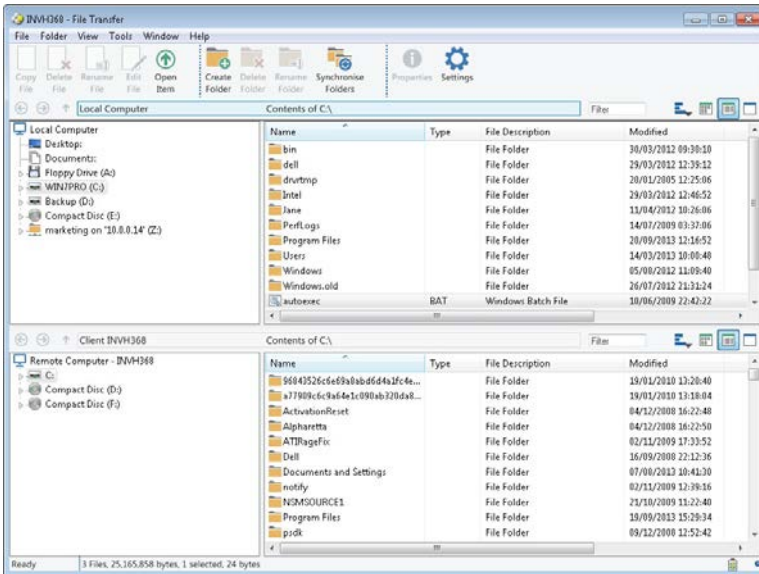 INVH368 - File Transfer
File Folder View Tools Window Help
Copy File Delete File Rename File Edit File Open Item Create Folder Delete Folder Rename Folder Synchronise Folders Properties Settings
Local Computer Contents of C:\ Filter
Local Computer
Desktop:
Documents:
Floppy Drive (A:)
WIN7PRO (C:)
Backup (D:)
Compact Disc (E:)
marketing on '10.0.0.14' (Z:)
Name Type File Description Modified
bin File Folder 30/03/2012 09:30:10
dell File Folder 29/03/2012 12:39:12
drvrtmp File Folder 20/01/2005 12:25:06
Intel File Folder 29/03/2012 12:46:52
Jane File Folder 11/04/2012 10:26:06
PerfLogs File Folder 14/07/2009 03:37:06
Program Files File Folder 20/09/2013 12:16:52
Users File Folder 14/03/2013 10:00:40
Windows File Folder 05/08/2012 11:09:40
Windows.old File Folder 26/07/2012 21:31:24
autoexec BAT Windows Batch File 10/06/2009 22:42:22
Client INVH368 Contents of C:\ Filter
Remote Computer - INVH368
C:
Compact Disc (D:)
Compact Disc (F:)
Name Type File Description Modified
File Folder 19/01/2010 13:20:40
File Folder 19/01/2010 13:18:04
ActivationReset File Folder 04/12/2008 16:22:48
Alpharetta File Folder 04/12/2008 16:22:50
ATIRageFix File Folder 02/11/2009 17:33:52
Dell File Folder 16/09/2008 22:12:36
Documents and Settings File Folder 07/08/2013 10:41:30
notify File Folder 02/11/2009 12:39:16
NSMSOURCE1 File Folder 21/10/2009 11:22:40
Program Files File Folder 19/09/2013 15:29:34
psdk File Folder 09/12/2008 12:52:42
Ready 3 Files, 25,165,858 bytes, 1 selected, 24 bytes